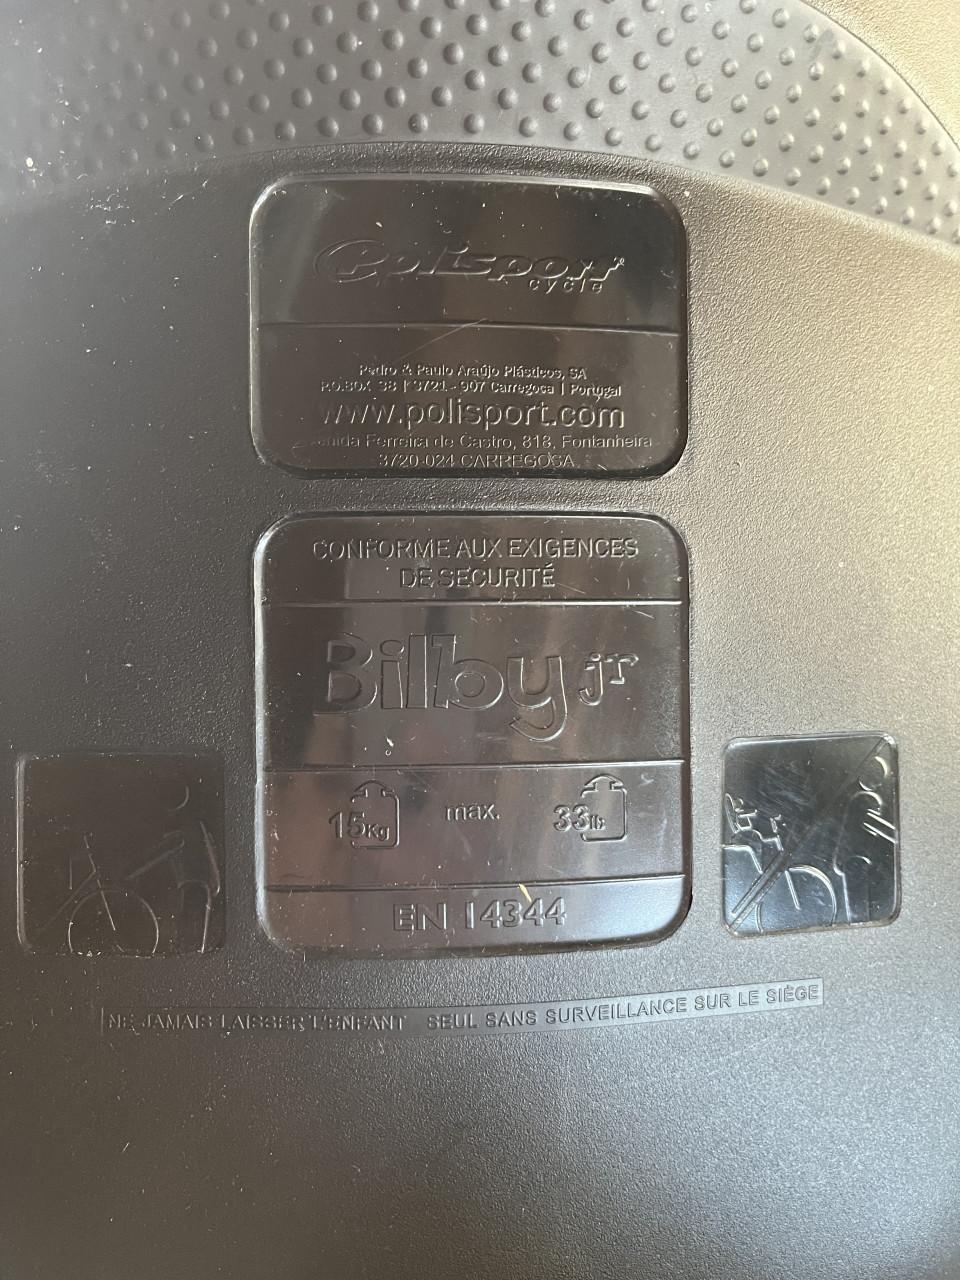 Polisport
cycle
Pedro & Paulo Araújo Plásticos, SA
P.O.BOX 38 | 3721 - 907 Carregosa | Portugal
www.polisport.com
Avenida Ferreira de Castro, 818, Fontanheira
3720-024 CARREGOSA
CONFORME AUX EXIGENCES
DE SECURITÉ
Bilby jr
15Kg max. 33lb
EN 14344
NE JAMAIS LAISSER L'ENFANT SEUL SANS SURVEILLANCE SUR LE SIÈGE